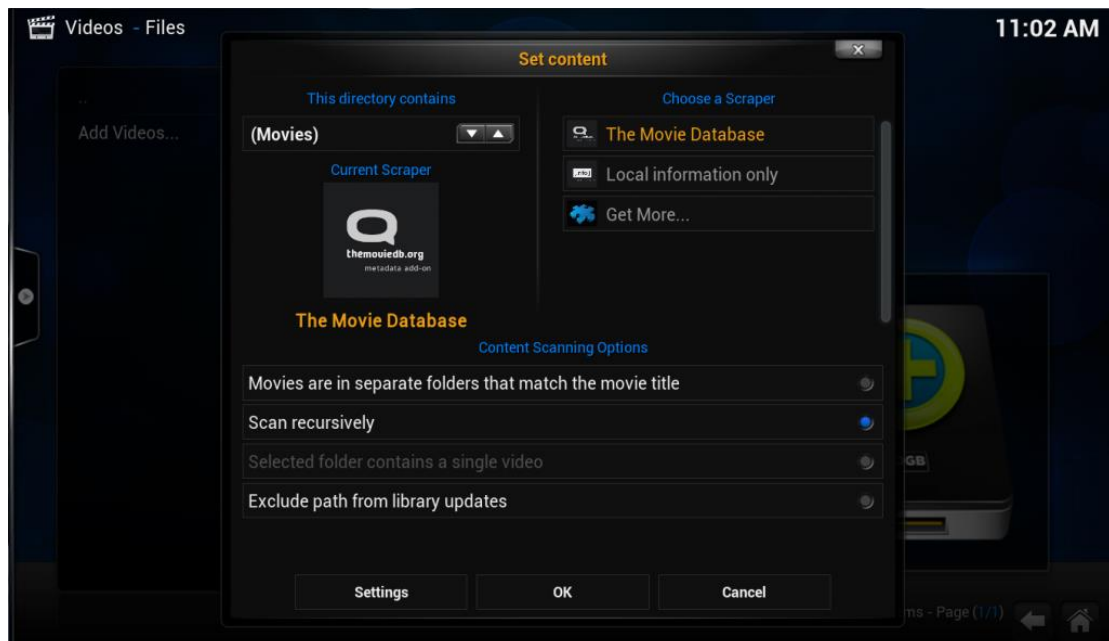 Videos - Files
11:02 AM
Set content
This directory contains
Choose a Scraper
..
Add Videos...
(Movies)
The Movie Database
Current Scraper
Local information only
Get More...
themoviedb.org
metadata add-on
The Movie Database
Content Scanning Options
Movies are in separate folders that match the movie title
Scan recursively
Selected folder contains a single video
GB
Exclude path from library updates
Settings
OK
Cancel
ms - Page (1/1)